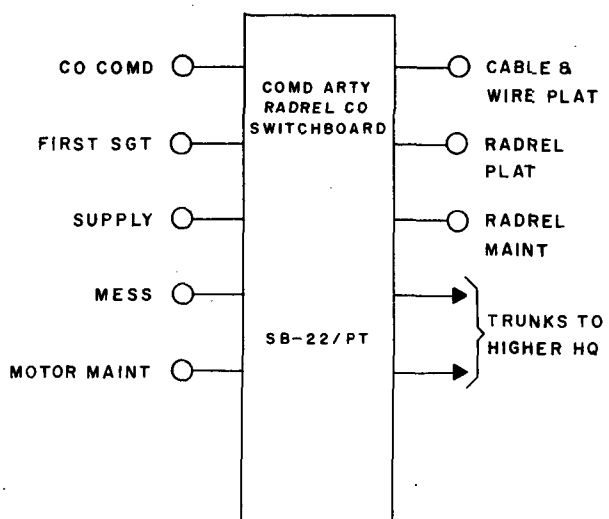 CO COMD
FIRST SGT
SUPPLY
MESS
MOTOR MAINT
COMD ARTY
RADREL CO
SWITCHBOARD
SB-22/PT
CABLE &
WIRE PLAT
RADREL
PLAT
RADREL
MAINT
TRUNKS TO
HIGHER HQ